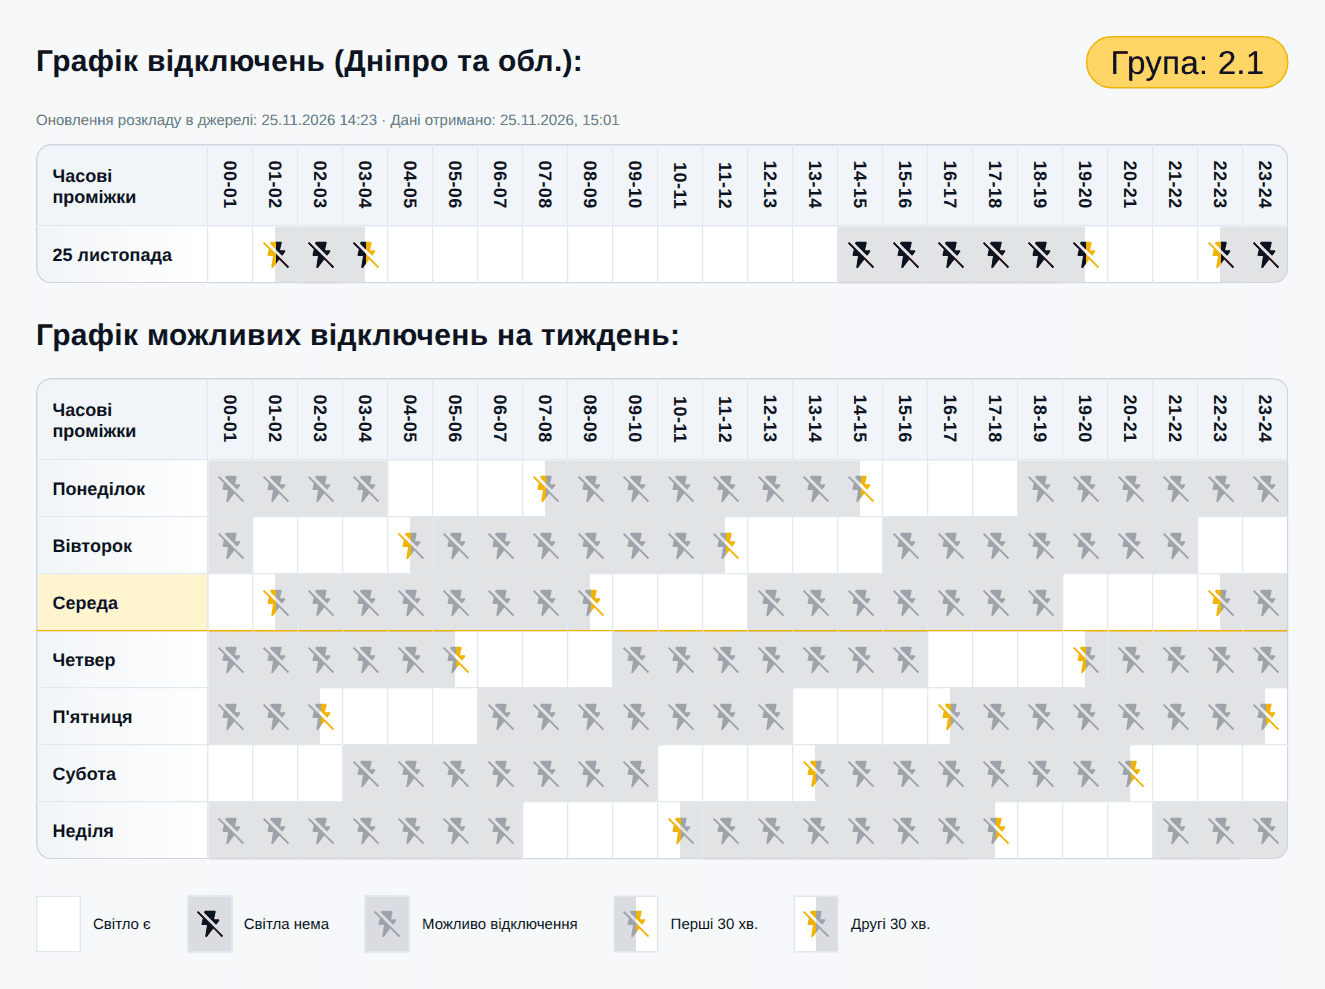 Графік відключень (Дніпро та обл.):
Група: 2.1
Оновлення розкладу в джерелі: 25.11.2026 14:23 · Дані отримано: 25.11.2026, 15:01
Часові проміжки 00-01 01-02 02-03 03-04 04-05 05-06 06-07 07-08 08-09 09-10 10-11 11-12 12-13 13-14 14-15 15-16 16-17 17-18 18-19 19-20 20-21 21-22 22-23 23-24
25 листопада
Графік можливих відключень на тиждень:
Часові проміжки 00-01 01-02 02-03 03-04 04-05 05-06 06-07 07-08 08-09 09-10 10-11 11-12 12-13 13-14 14-15 15-16 16-17 17-18 18-19 19-20 20-21 21-22 22-23 23-24
Понеділок
Вівторок
Середа
Четвер
П'ятниця
Субота
Неділя
Світло є Світла нема Можливо відключення Перші 30 хв. Другі 30 хв.